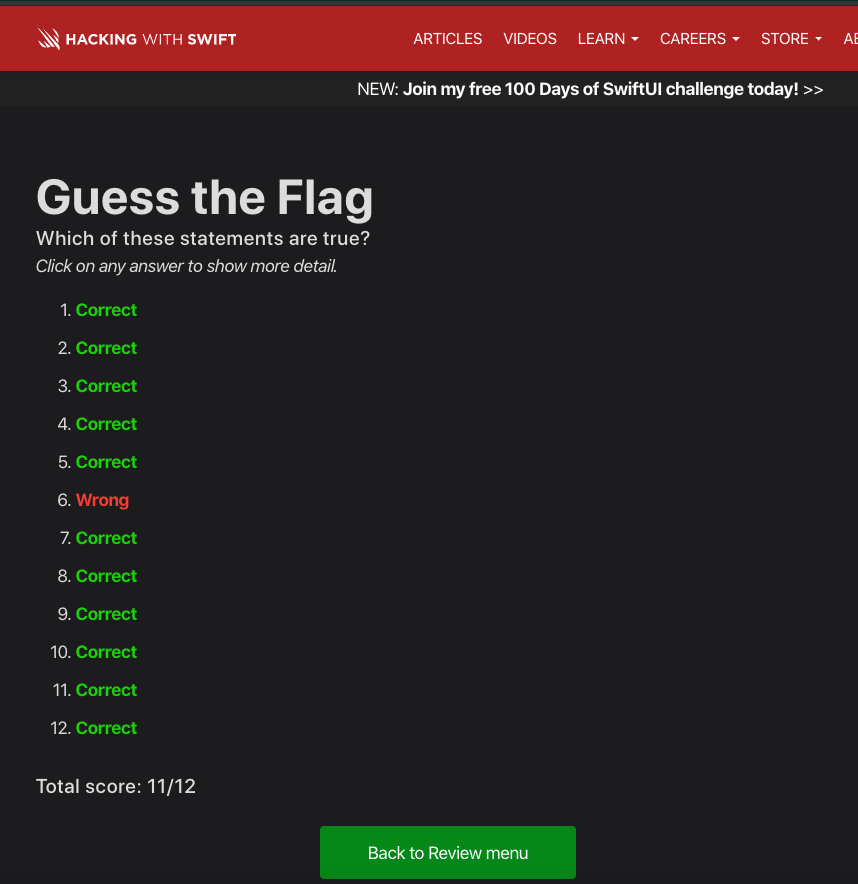 HACKING WITH SWIFT ARTICLES VIDEOS LEARN CAREERS STORE
NEW: Join my free 100 Days of SwiftUI challenge today! >>
Guess the Flag
Which of these statements are true?
Click on any answer to show more detail.
1. Correct
2. Correct
3. Correct
4. Correct
5. Correct
6. Wrong
7. Correct
8. Correct
9. Correct
10. Correct
11. Correct
12. Correct
Total score: 11/12
Back to Review menu